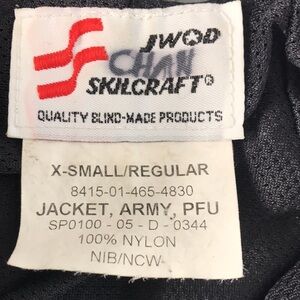 JWOD
CHAN
SKILCRAFT®
QUALITY BLIND-MADE PRODUCTS
X-SMALL/REGULAR
8415-01-465-4830
JACKET, ARMY, PFU
SP0100 - 05 - D - 0344
100% NYLON
NIB/NCW